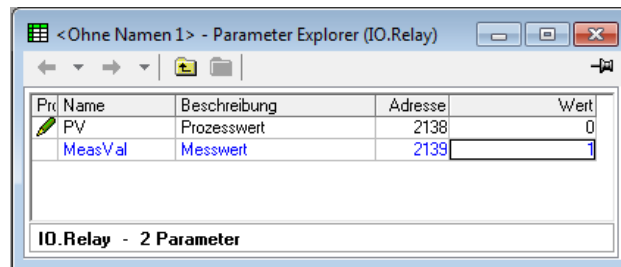 <Ohne Namen 1> - Parameter Explorer (IO.Relay)
Prc Name Beschreibung Adresse Wert
PV Prozesswert 2138 0
MeasVal Messwert 2139 1
IO.Relay - 2 Parameter